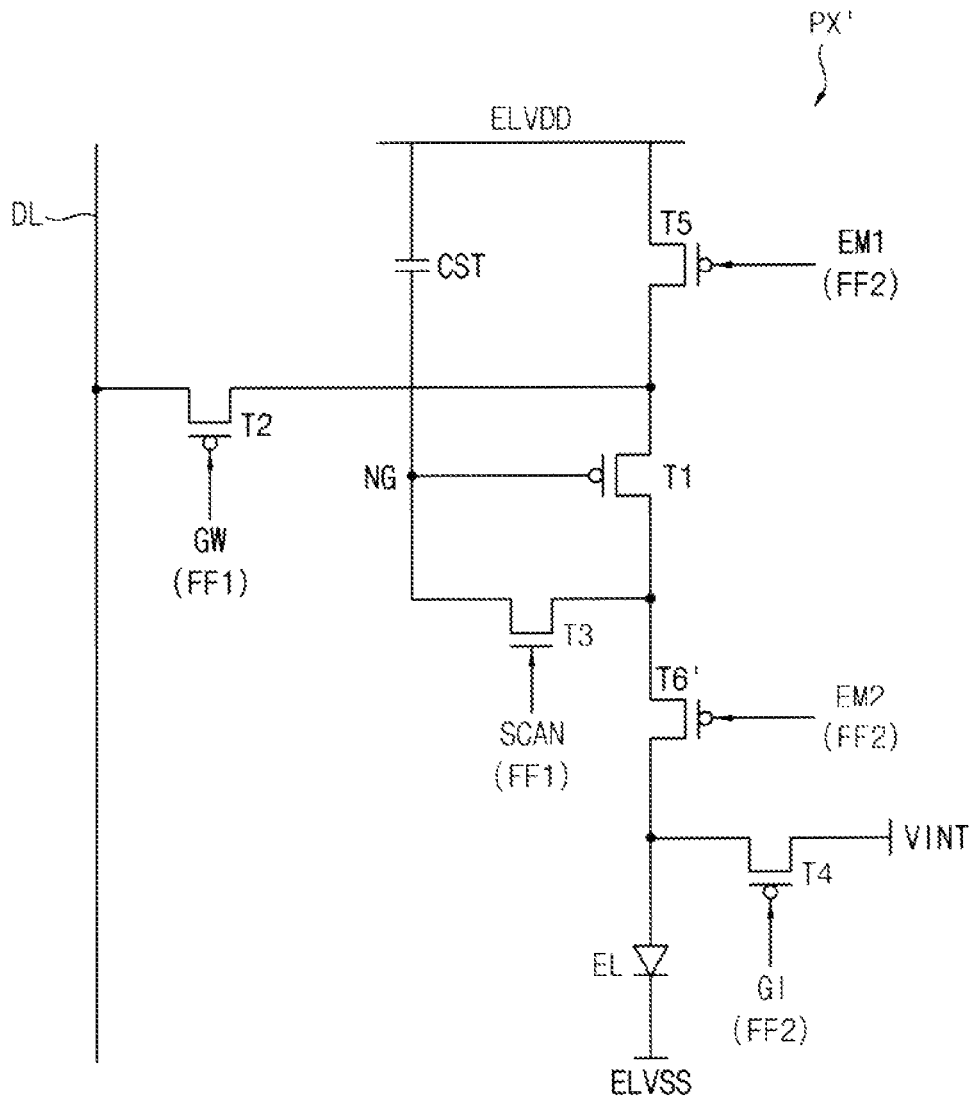 PX'
ELVDD
DL
T5
EM1
(FF2)
CST
T2
NG
T1
GW
(FF1)
T3
T6'
EM2
(FF2)
SCAN
(FF1)
VINT
T4
EL
GI
(FF2)
ELVSS